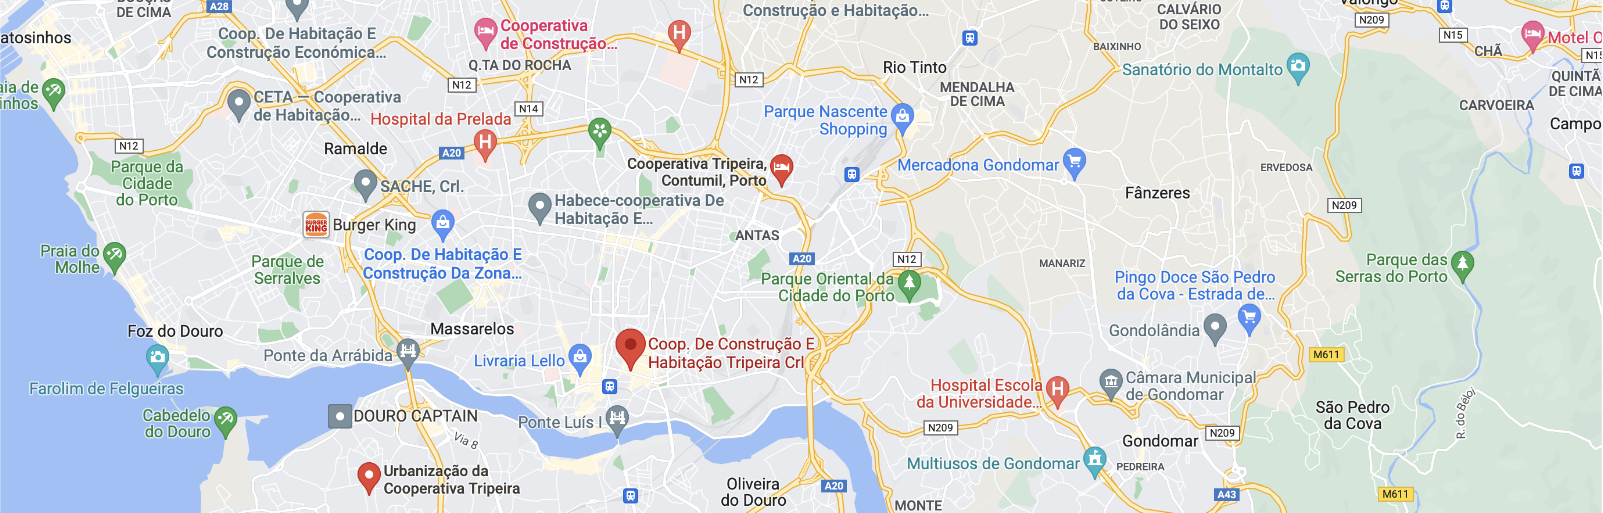 BOUÇAS
DE CIMA
A28
Coop. De Habitação E
Construção Económica...
Cooperativa
de Construção...
Q.TA DO ROCHA
Construção e Habitação...
CALVÁRIO
DO SEIXO
Valongo
N209
N15
CHÃ
Motel O
N15
BAIXINHO
Rio Tinto
MENDALHA
DE CIMA
Sanatório do Montalto
QUINTÃ
DE CIMA
CARVOEIRA
Campo
atosinhos
aia de
inhos
N12
N12
N14
CETA – Cooperativa
de Habitação...
Hospital da Prelada
Parque Nascente
Shopping
N12
Ramalde
A20
Parque da
Cidade
do Porto
SACHE, Crl.
Cooperativa Tripeira,
Contumil, Porto
Mercadona Gondomar
ERVEDOSA
Fânzeres
N209
BURGER
KING
Burger King
Habece-cooperativa De
Habitação E...
ANTAS
Praia do
Molhe
Parque de
Serralves
Coop. De Habitação E
Construção Da Zona...
A20
N12
MANARIZ
Parque das
Serras do Porto
Parque Oriental da
Cidade do Porto
Pingo Doce São Pedro
da Cova - Estrada de...
Foz do Douro
Massarelos
Gondolândia
Ponte da Arrábida
Livraria Lello
Coop. De Construção E
Habitação Tripeira Crl
M611
Farolim de Felgueiras
Hospital Escola
da Universidade...
Câmara Municipal
de Gondomar
São Pedro
da Cova
R. do Beloi
Cabedelo
do Douro
DOURO CAPTAIN
Via 8
Ponte Luís I
N209
Gondomar
N209
Urbanização da
Cooperativa Tripeira
Oliveira
do Douro
A20
Multiusos de Gondomar
PEDREIRA
MONTE
A43
M611